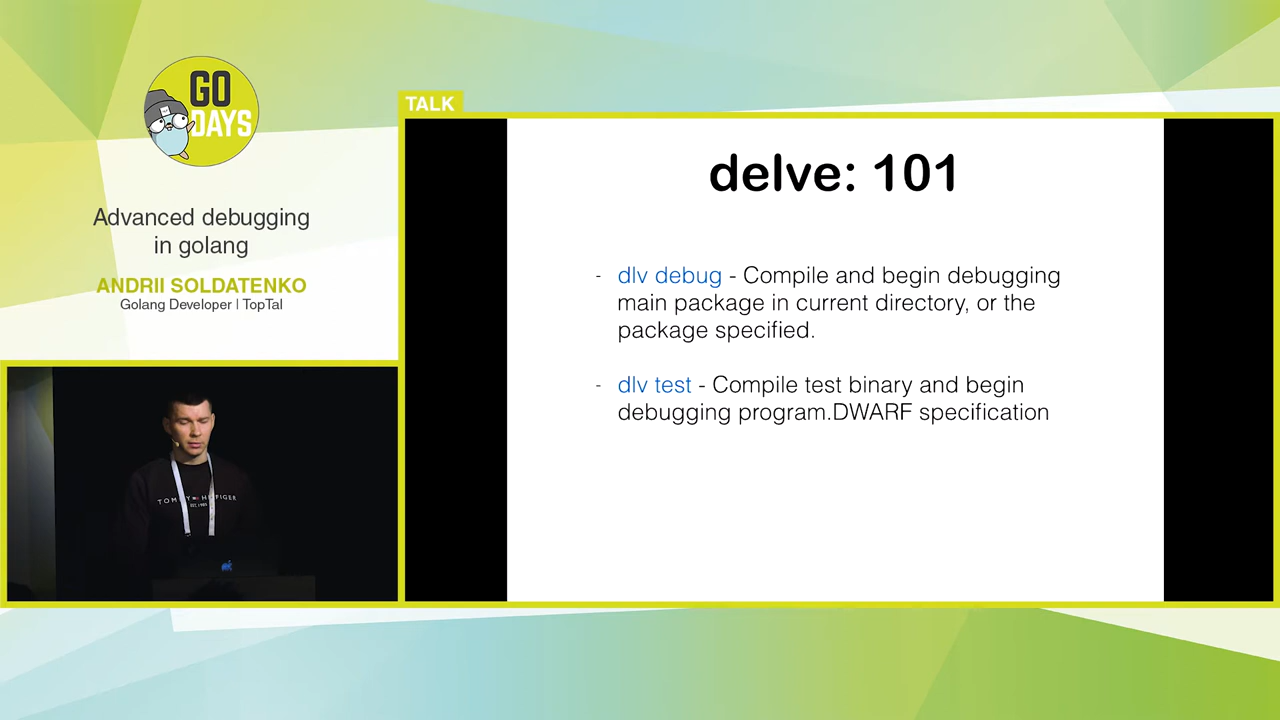 GO
DAYS
Advanced debugging
in golang
ANDRII SOLDATENKO
Golang Developer | TopTal
TALK
delve: 101
- dlv debug - Compile and begin debugging
main package in current directory, or the
package specified.
- dlv test - Compile test binary and begin
debugging program.DWARF specification
TOMMY HILFIGER
EST. 1985